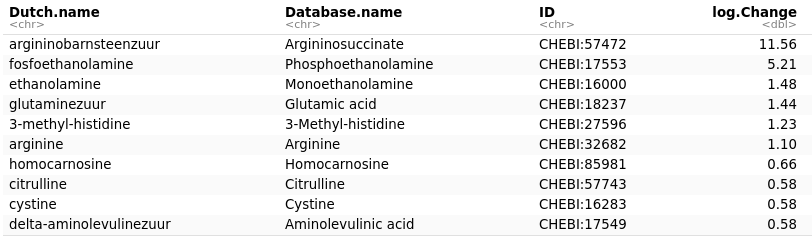 Dutch.name Database.name ID log.Change
<chr> <chr> <chr> <dbl>
argininobarnsteenzuur Argininosuccinate CHEBI:57472 11.56
fosfoethanolamine Phosphoethanolamine CHEBI:17553 5.21
ethanolamine Monoethanolamine CHEBI:16000 1.48
glutaminezuur Glutamic acid CHEBI:18237 1.44
3-methyl-histidine 3-Methyl-histidine CHEBI:27596 1.23
arginine Arginine CHEBI:32682 1.10
homocarnosine Homocarnosine CHEBI:85981 0.66
citrulline Citrulline CHEBI:57743 0.58
cystine Cystine CHEBI:16283 0.58
delta-aminolevulinezuur Aminolevulinic acid CHEBI:17549 0.58